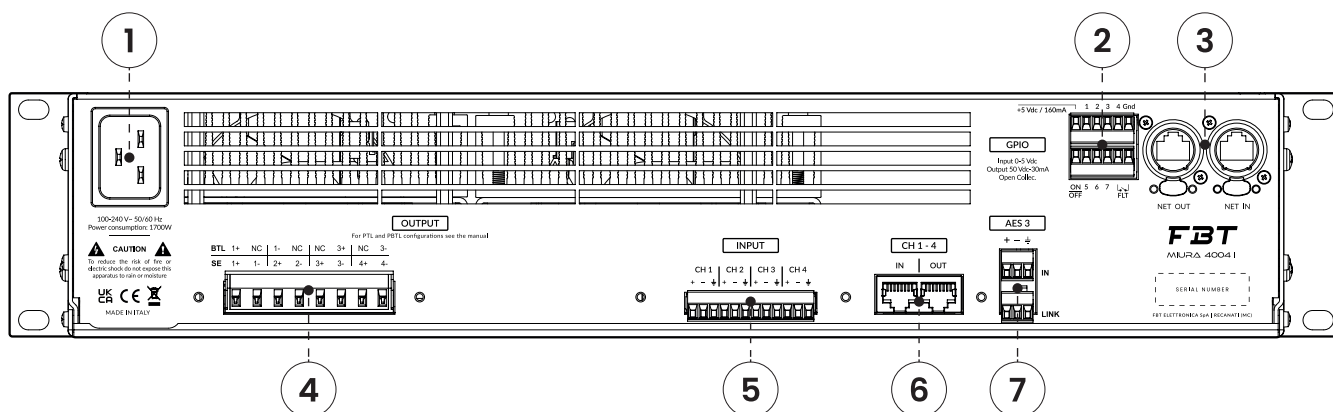 1
2
3
+5 Vdc / 160mA 1 2 3 4 Gnd
GPIO
Input 0-5 Vdc
Output 50 Vdc-30mA
Open Collec.
ON 5 6 7
OFF FLT
NET OUT NET IN
100-240 V~ 50/60 Hz
Power consumption: 1700W
CAUTION
To reduce the risk of fire or
electric shock do not expose this
apparatus to rain or moisture
UK
CA CE
MADE IN ITALY
OUTPUT
For PTL and PBTL configurations see the manual
BTL 1+ NC 1- NC NC 3+ NC 3-
SE 1+ 1- 2+ 2- 3+ 3- 4+ 4-
INPUT
CH 1 CH 2 CH 3 CH 4
+ - + - + - + -
CH 1 - 4
IN OUT
AES 3
+ -
IN
LINK
FBT
MIURA 4004 I
SERIAL NUMBER
FBT ELETTRONICA SpA | RECANATI (MC)
4
5
6
7